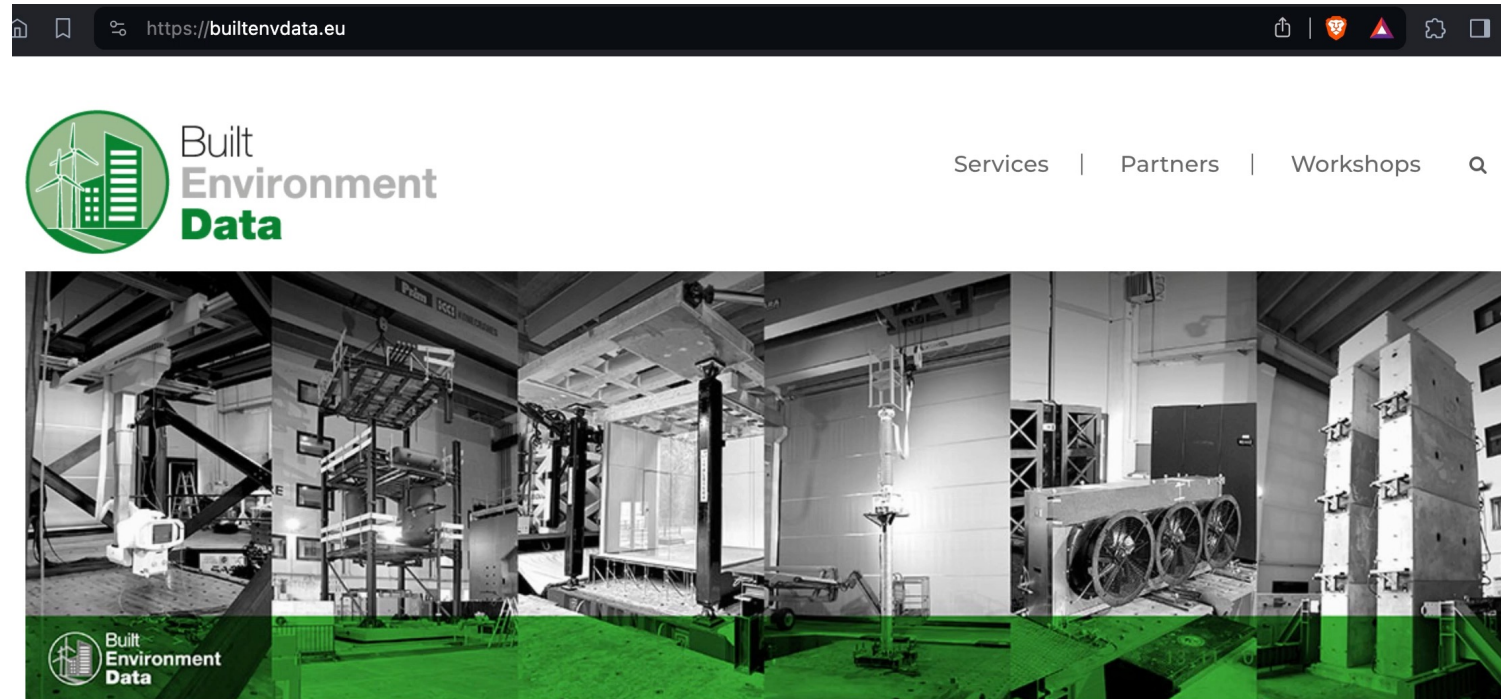 https://builtenvdata.eu
Built
Environment
Data
Services | Partners | Workshops
Built
Environment
Data